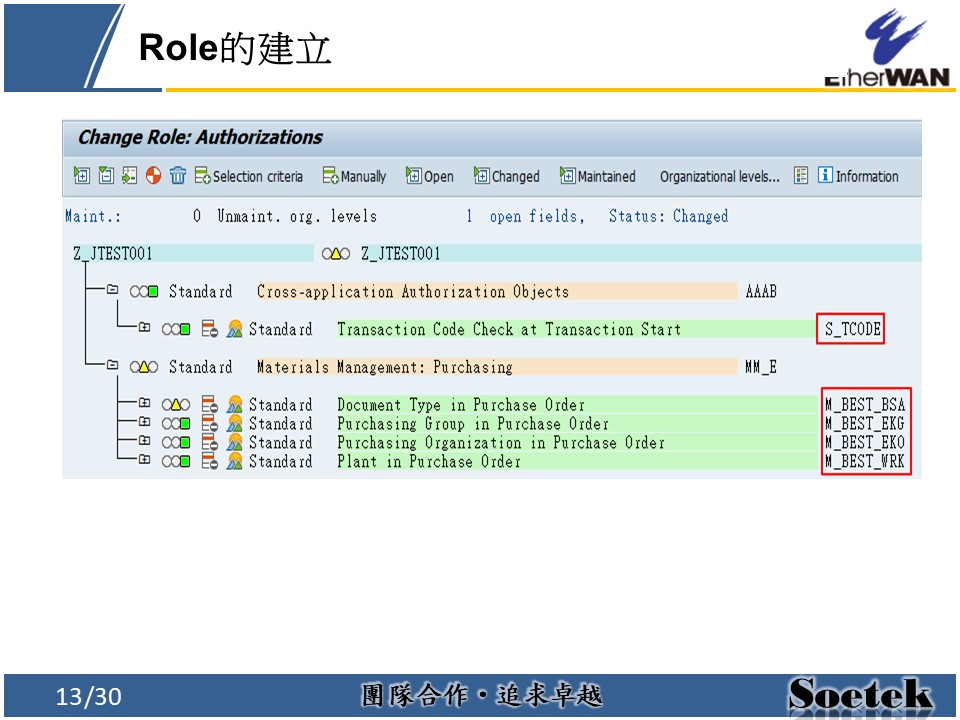 Role的建立
EtherWAN
Change Role: Authorizations
Selection criteria Manually Open Changed Maintained Organizational levels... Information
Maint.: 0 Unmaint. org. levels 1 open fields, Status: Changed
Z_JTEST001 Z_JTEST001
Standard Cross-application Authorization Objects AAAB
Standard Transaction Code Check at Transaction Start S_TCODE
Standard Materials Management: Purchasing MM_E
Standard Document Type in Purchase Order M_BEST_BSA
Standard Purchasing Group in Purchase Order M_BEST_EKG
Standard Purchasing Organization in Purchase Order M_BEST_EKO
Standard Plant in Purchase Order M_BEST_WRK
13/30 團隊合作·追求卓越 Soetek